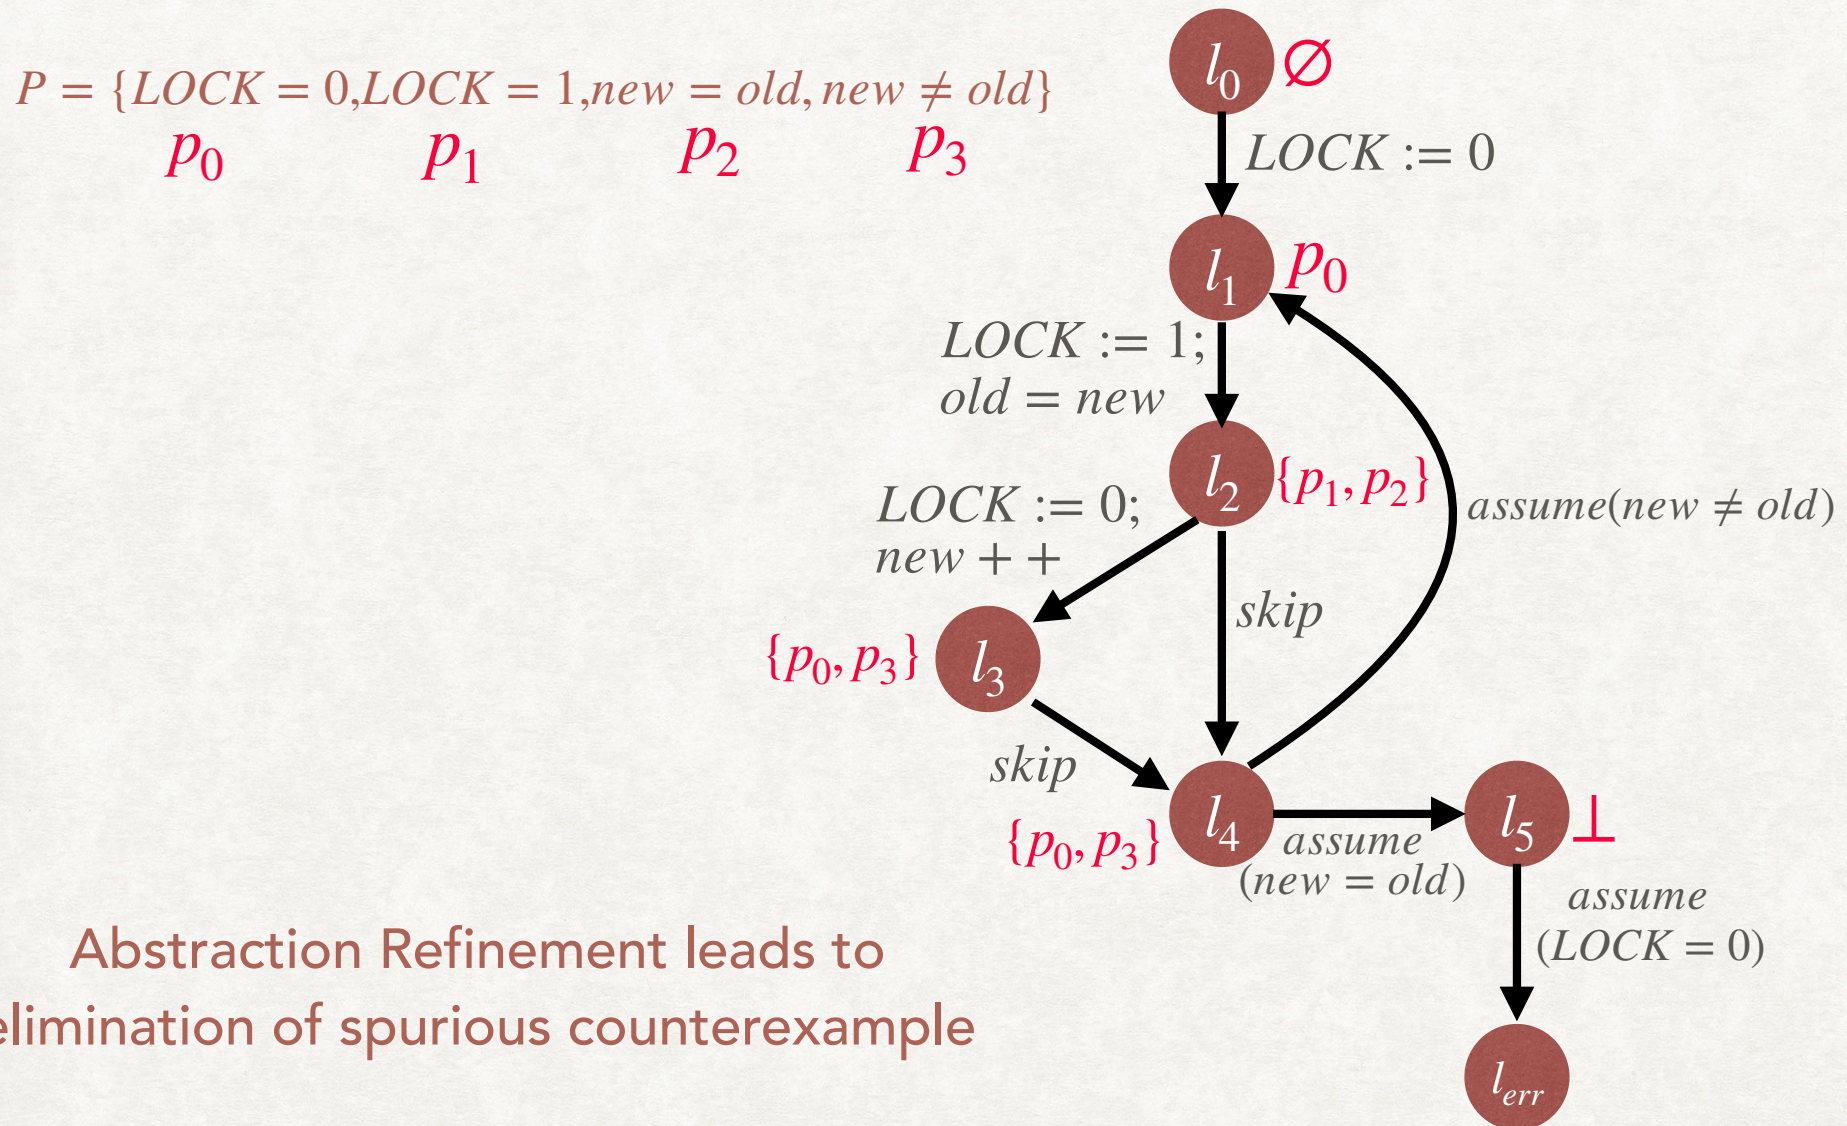 P = {LOCK = 0,LOCK = 1,new = old, new ≠ old}
p₀ p₁ p₂ p₃
l₀ ∅
LOCK := 0
l₁ p₀
LOCK := 1;
old = new
l₂ {p₁, p₂}
assume(new ≠ old)
LOCK := 0;
new + +
skip
{p₀, p₃} l₃
skip
{p₀, p₃} l₄
assume
(new = old)
l₅ ⊥
assume
(LOCK = 0)
Abstraction Refinement leads to
elimination of spurious counterexample
lₑᵣᵣ